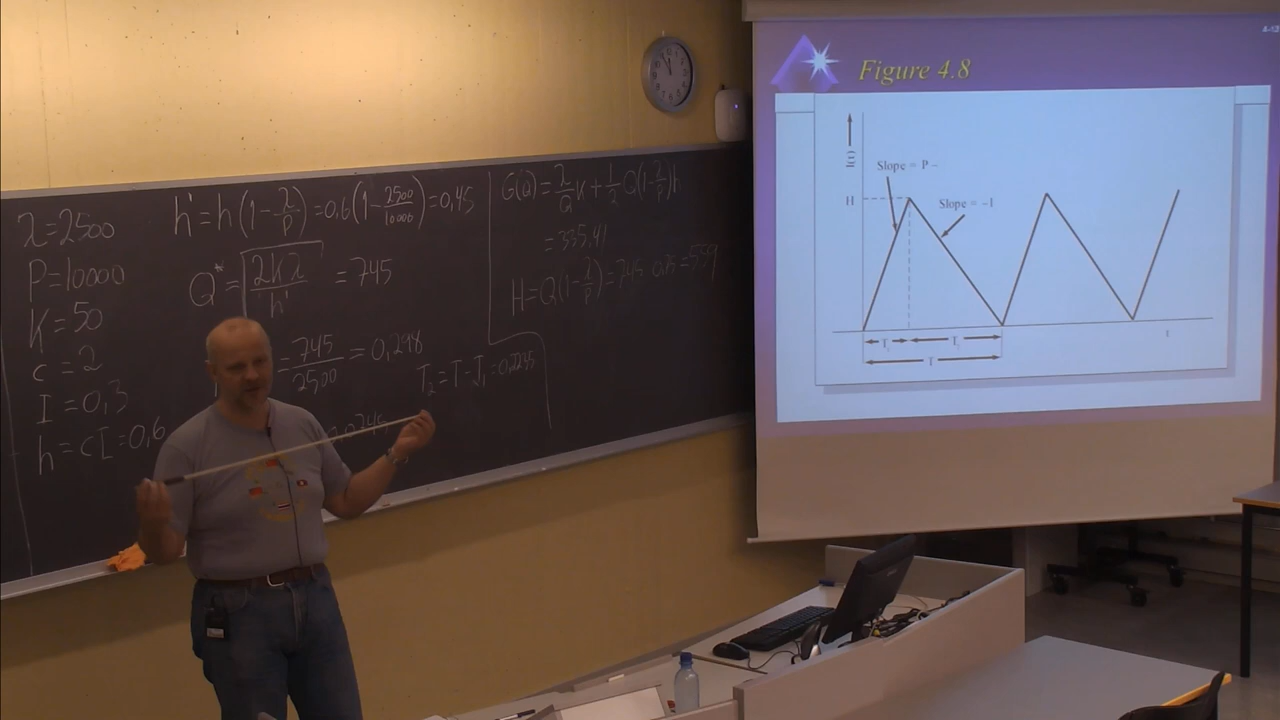 λ=2500
P=10000
K=50
c=2
I=0,3
h=cI=0,6
h'=h(1-λ/P)=0,6(1-2500/10000)=0,45
Q*=√(2Kλ/h')=745
=745/2500=0,298
T₂=T-T₁=0,2235
G(Q)=λ/Q K+1/2 Q(1-λ/P)h
=335,41
H=Q(1-λ/P)=745·0,75=559
Figure 4.8
Slope = P –
H
Slope = –
T
t